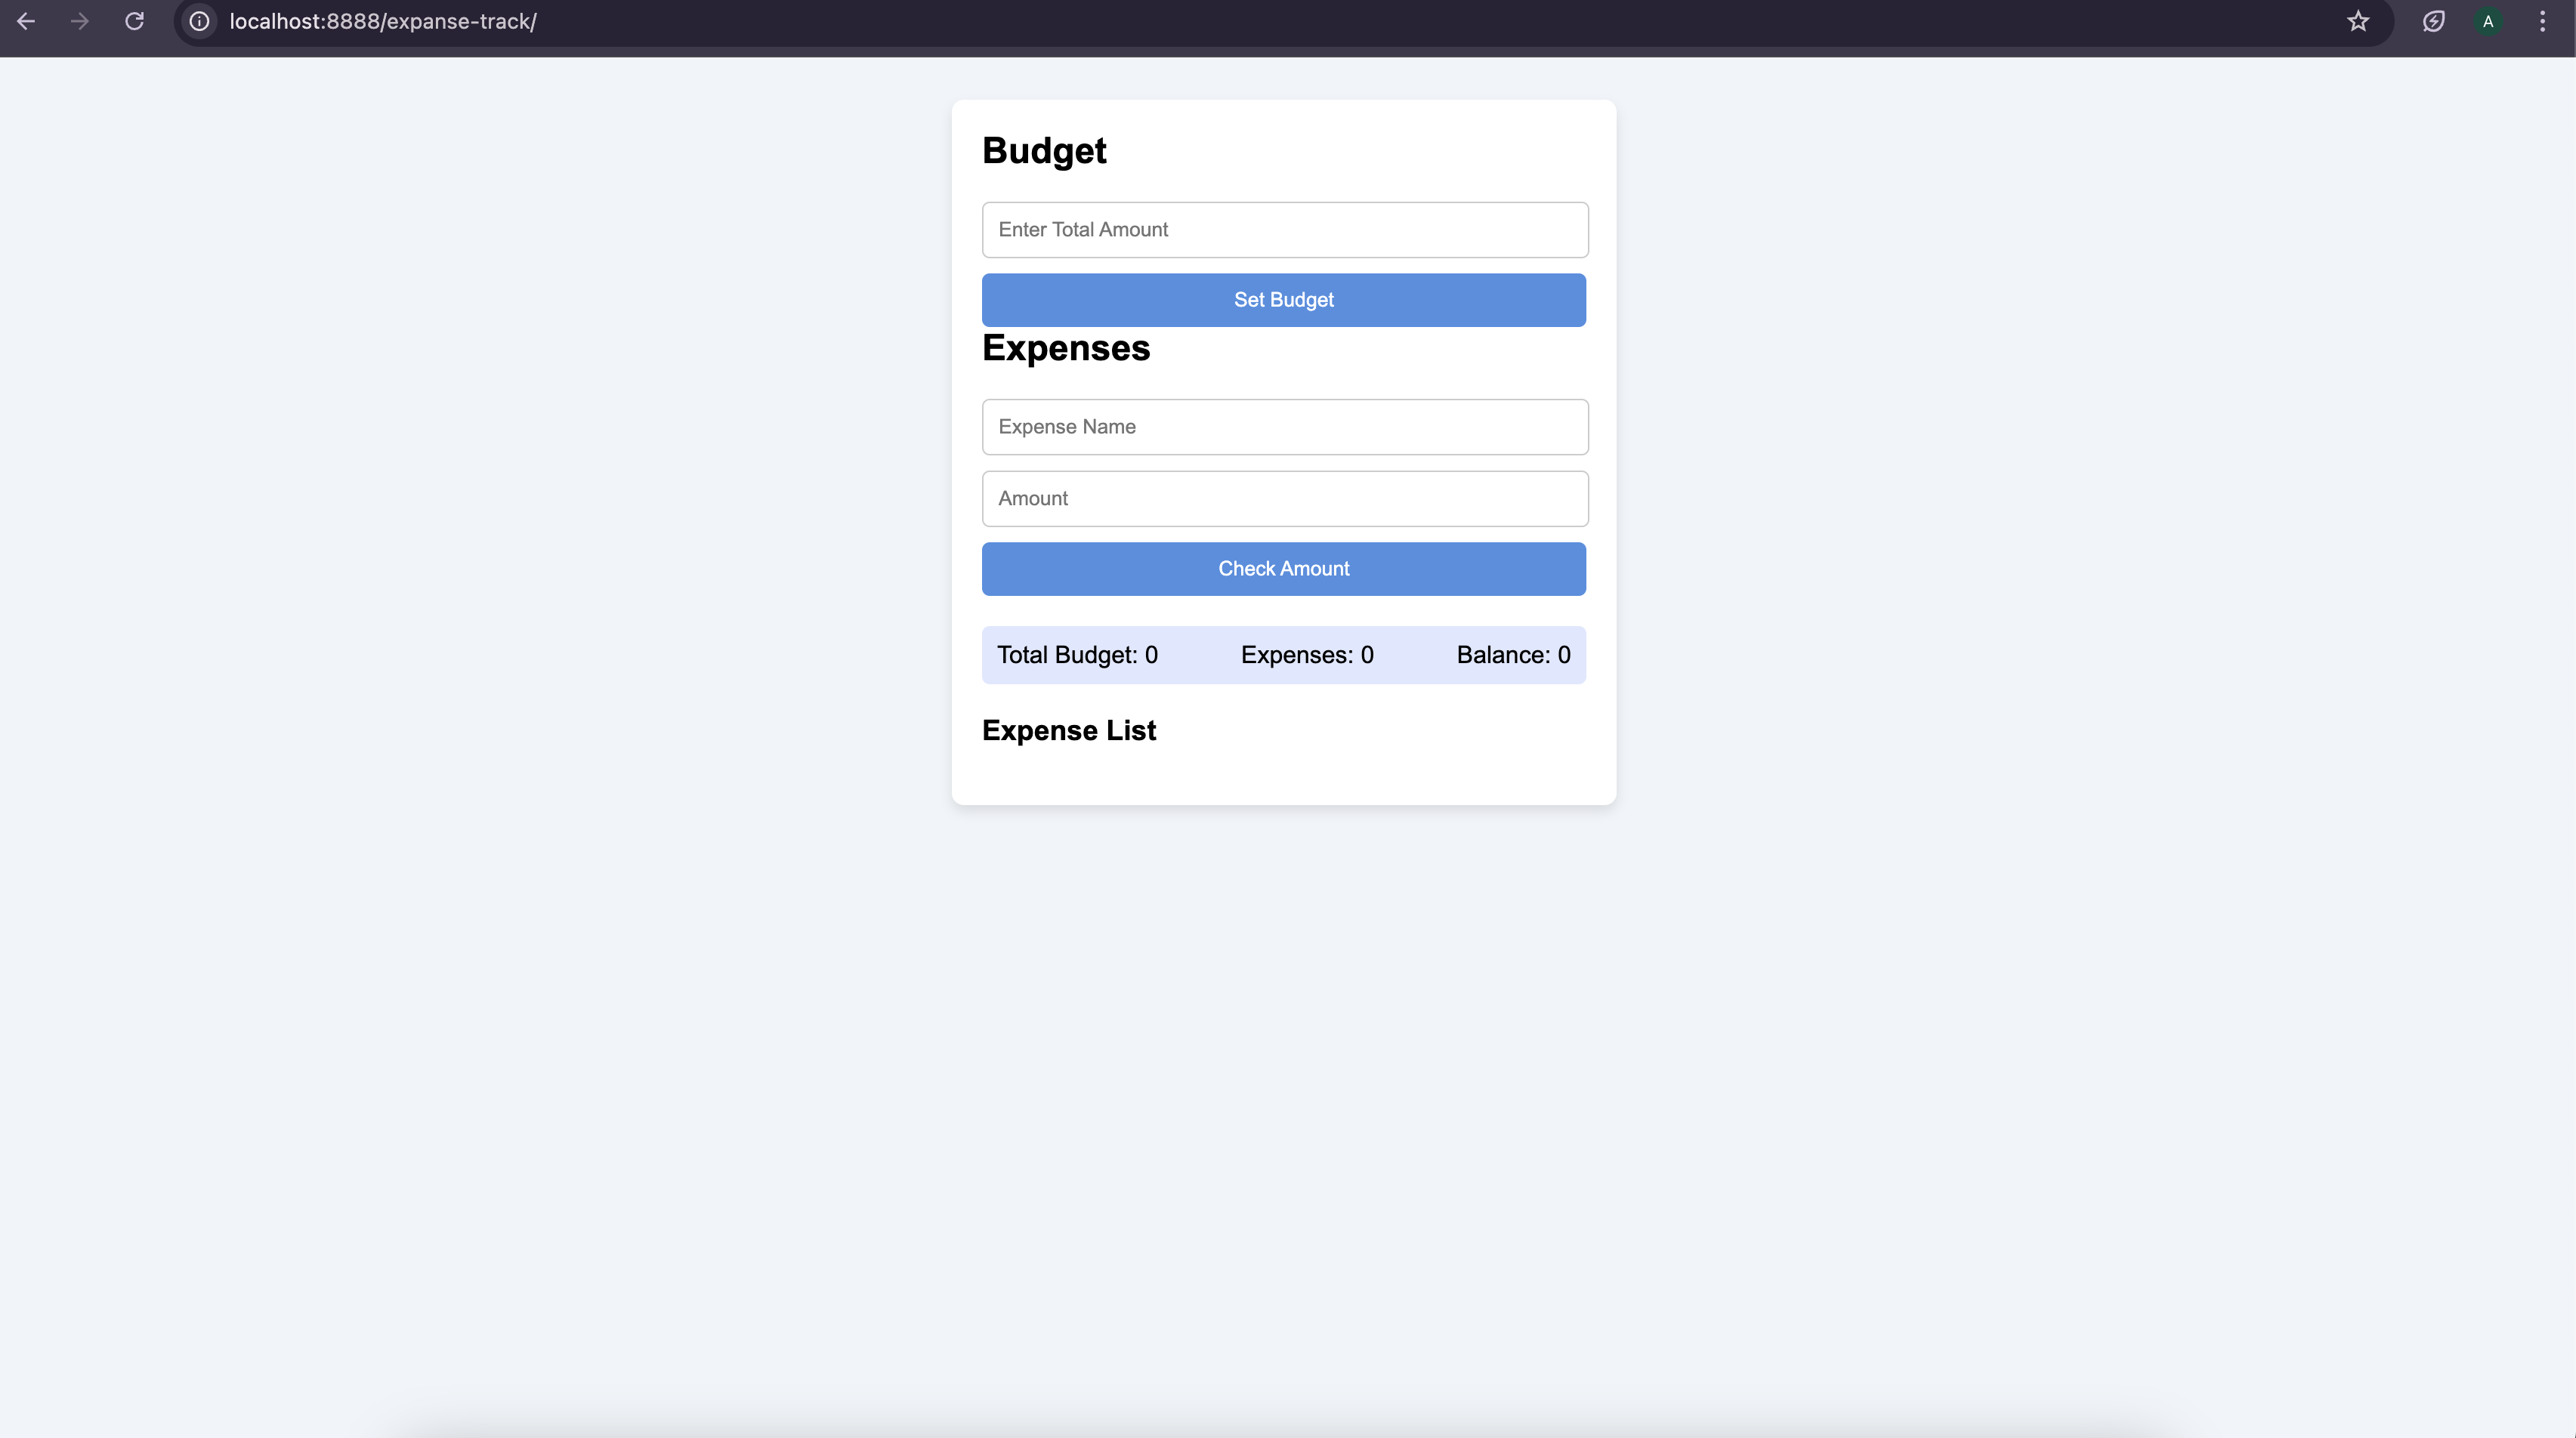 localhost:8888/expanse-track/
A
Budget
Enter Total Amount
Set Budget
Expenses
Expense Name
Amount
Check Amount
Total Budget: 0 Expenses: 0 Balance: 0
Expense List